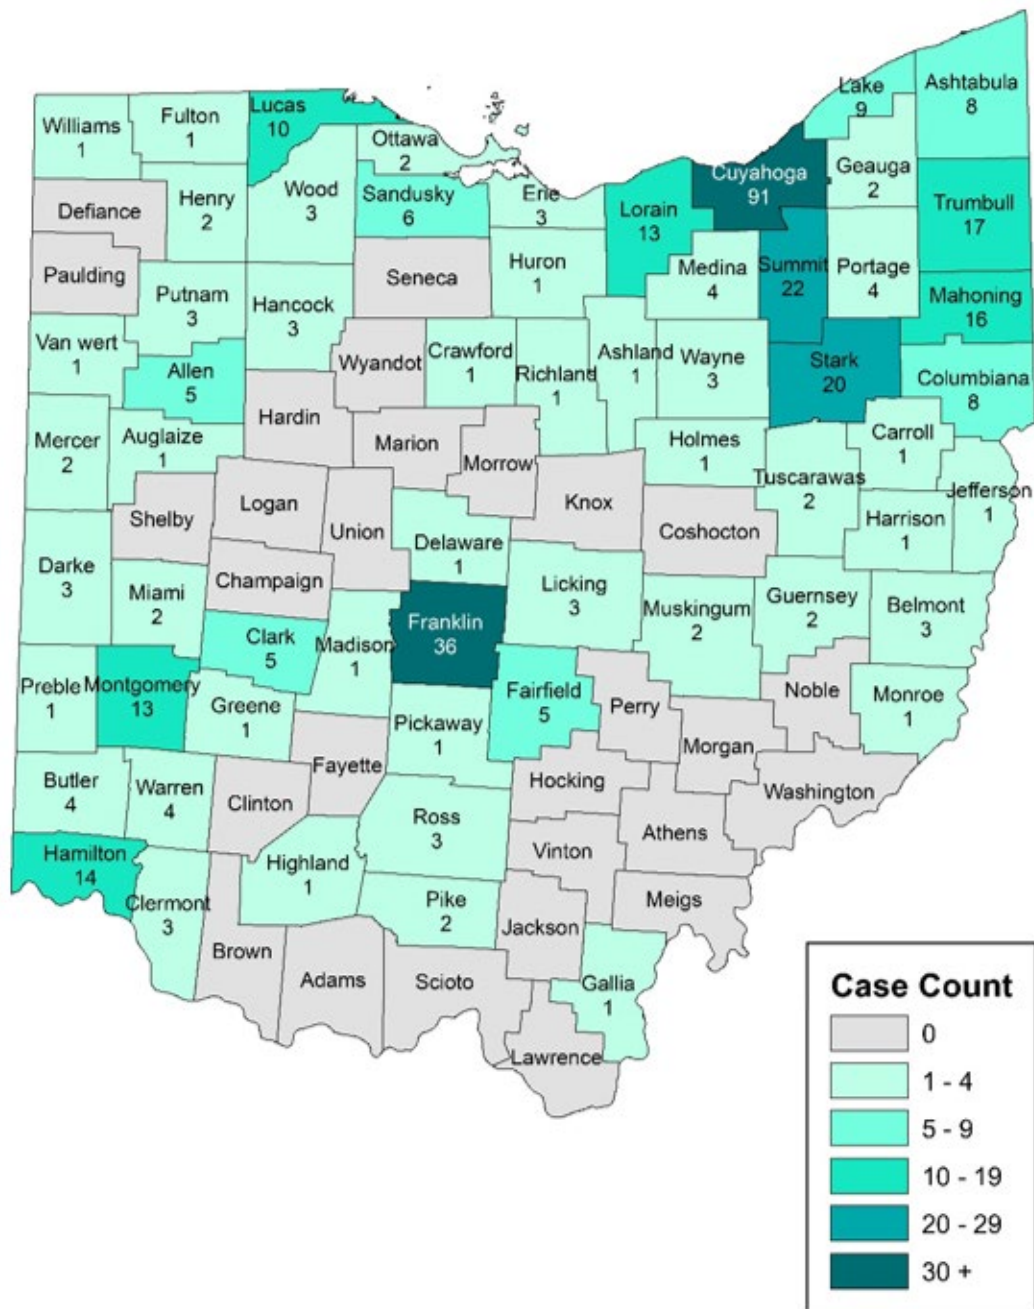 Williams
1
Fulton
1
Lucas
10
Ottawa
2
Lake
9
Ashtabula
8
Defiance
Henry
2
Wood
3
Sandusky
6
Erie
3
Lorain
13
Cuyahoga
91
Geauga
2
Trumbull
17
Paulding
Putnam
3
Hancock
3
Seneca
Huron
1
Medina
4
Summit
22
Portage
4
Mahoning
16
Van wert
1
Allen
5
Wyandot
Crawford
1
Richland
1
Ashland
1
Wayne
3
Stark
20
Columbiana
8
Mercer
2
Auglaize
1
Hardin
Marion
Morrow
Holmes
1
Carroll
1
Tuscarawas
2
Jefferson
1
Shelby
Logan
Union
Knox
Coshocton
Harrison
1
Darke
3
Miami
2
Champaign
Delaware
1
Licking
3
Muskingum
2
Guernsey
2
Belmont
3
Clark
5
Madison
1
Franklin
36
Preble
1
Montgomery
13
Greene
1
Pickaway
1
Fairfield
5
Perry
Noble
Monroe
1
Fayette
Morgan
Butler
4
Warren
4
Clinton
Ross
3
Hocking
Washington
Athens
Hamilton
14
Highland
1
Vinton
Clermont
3
Pike
2
Meigs
Brown
Jackson
Adams
Scioto
Gallia
1
Lawrence
Case Count
0
1 - 4
5 - 9
10 - 19
20 - 29
30 +